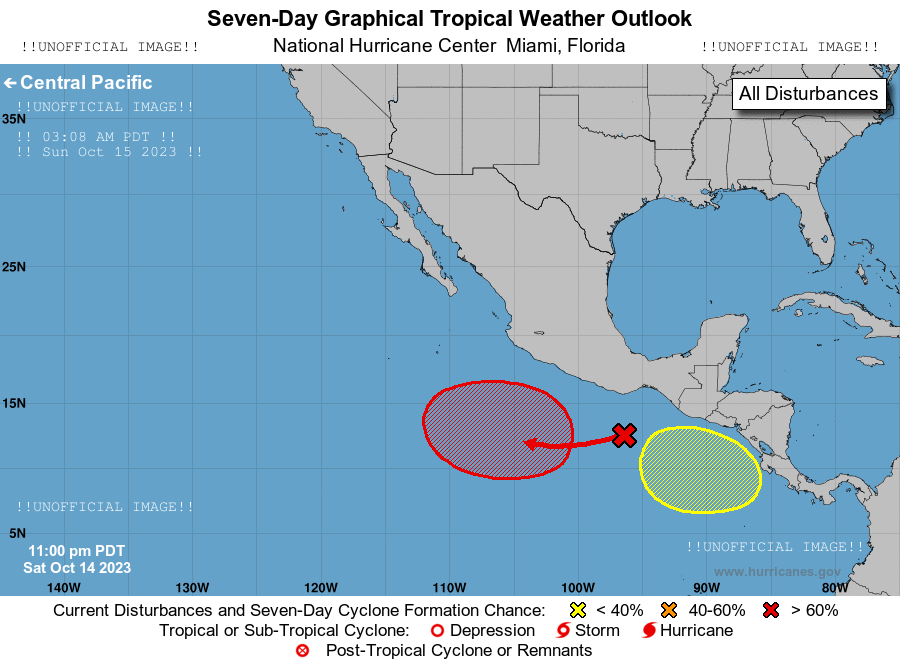 Seven-Day Graphical Tropical Weather Outlook
!!UNOFFICIAL IMAGE!! National Hurricane Center Miami, Florida !!UNOFFICIAL IMAGE!!
← Central Pacific
All Disturbances
!!UNOFFICIAL IMAGE!!
35N
!! 03:08 AM PDT !!
!! Sun Oct 15 2023 !!
25N
15N
!!UNOFFICIAL IMAGE!!
5N
!!UNOFFICIAL IMAGE!!
11:00 pm PDT
Sat Oct 14 2023
www.hurricanes.gov
140W 130W 120W 110W 100W 90W 80W
Current Disturbances and Seven-Day Cyclone Formation Chance: < 40% 40-60% > 60%
Tropical or Sub-Tropical Cyclone: Depression Storm Hurricane
Post-Tropical Cyclone or Remnants